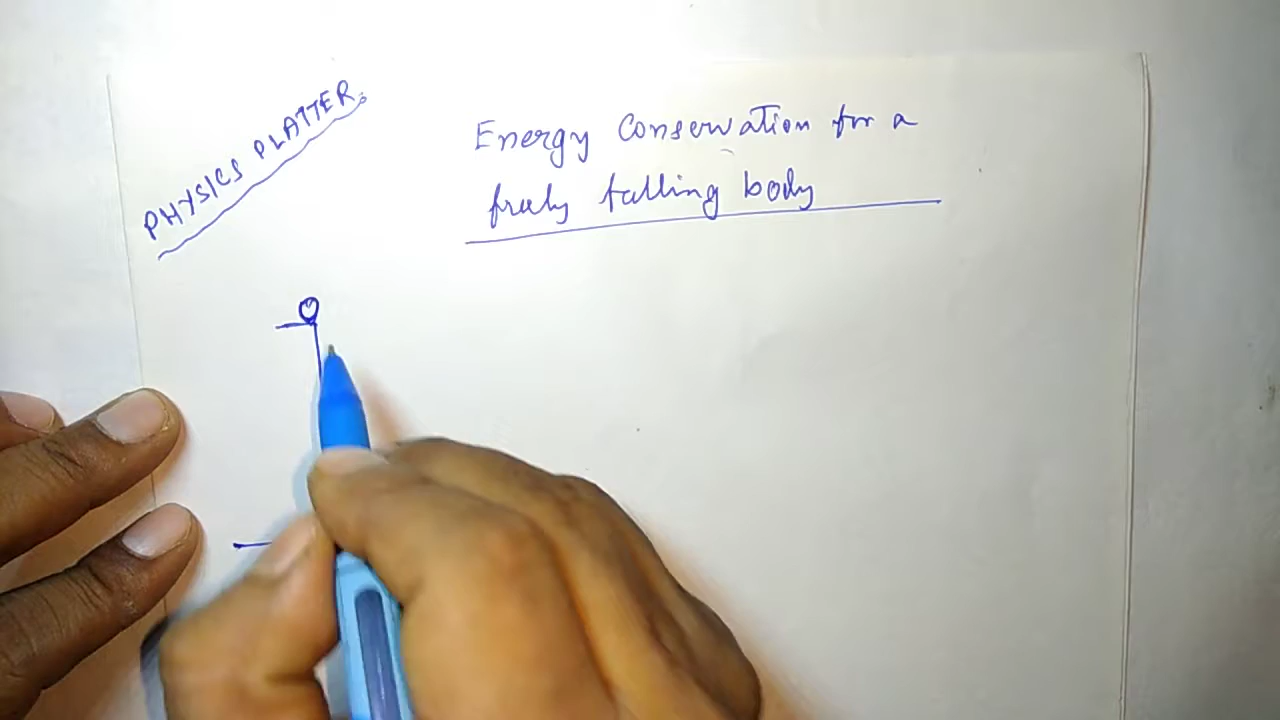 PHYSICS PLATTER.
Energy Conservation for a
freely falling body